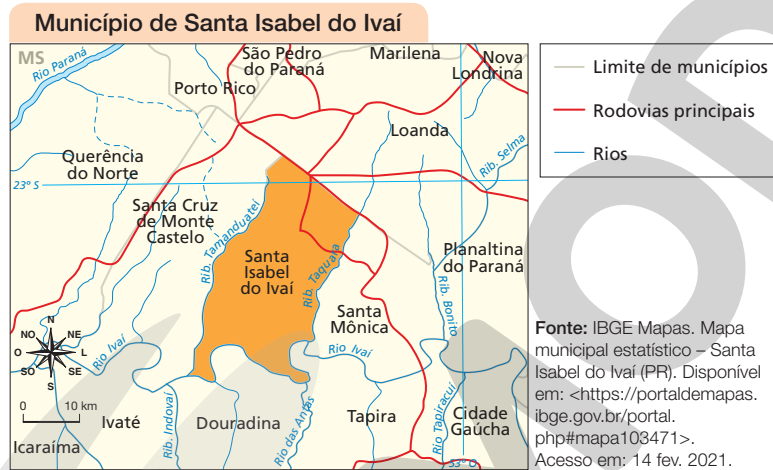 Município de Santa Isabel do Ivaí
MS
Rio Paraná
São Pedro
do Paraná
Marilena
Nova
Londrina
Porto Rico
Loanda
Rib. Selma
Querência
do Norte
23º S
Santa Cruz
de Monte
Castelo
Rib. Tamanduateí
Santa
Isabel
do Ivaí
Rib. Taquara
Planaltina
do Paraná
Rib. Bonito
Santa
Mônica
N
NO
NE
O
L
SO
SE
S
Rio Ivaí
Rio Ivaí
0 10 km
Ivaté
Rib. Indovaí
Douradina
Rio das Antas
Tapira
Rio Tapiracuí
Cidade
Gaúcha
Icaraíma
53º O
Limite de municípios
Rodovias principais
Rios
Fonte: IBGE Mapas. Mapa
municipal estatístico – Santa
Isabel do Ivaí (PR). Disponível
em: <https://portaldemapas.
ibge.gov.br/portal.
php#mapa103471>.
Acesso em: 14 fev. 2021.